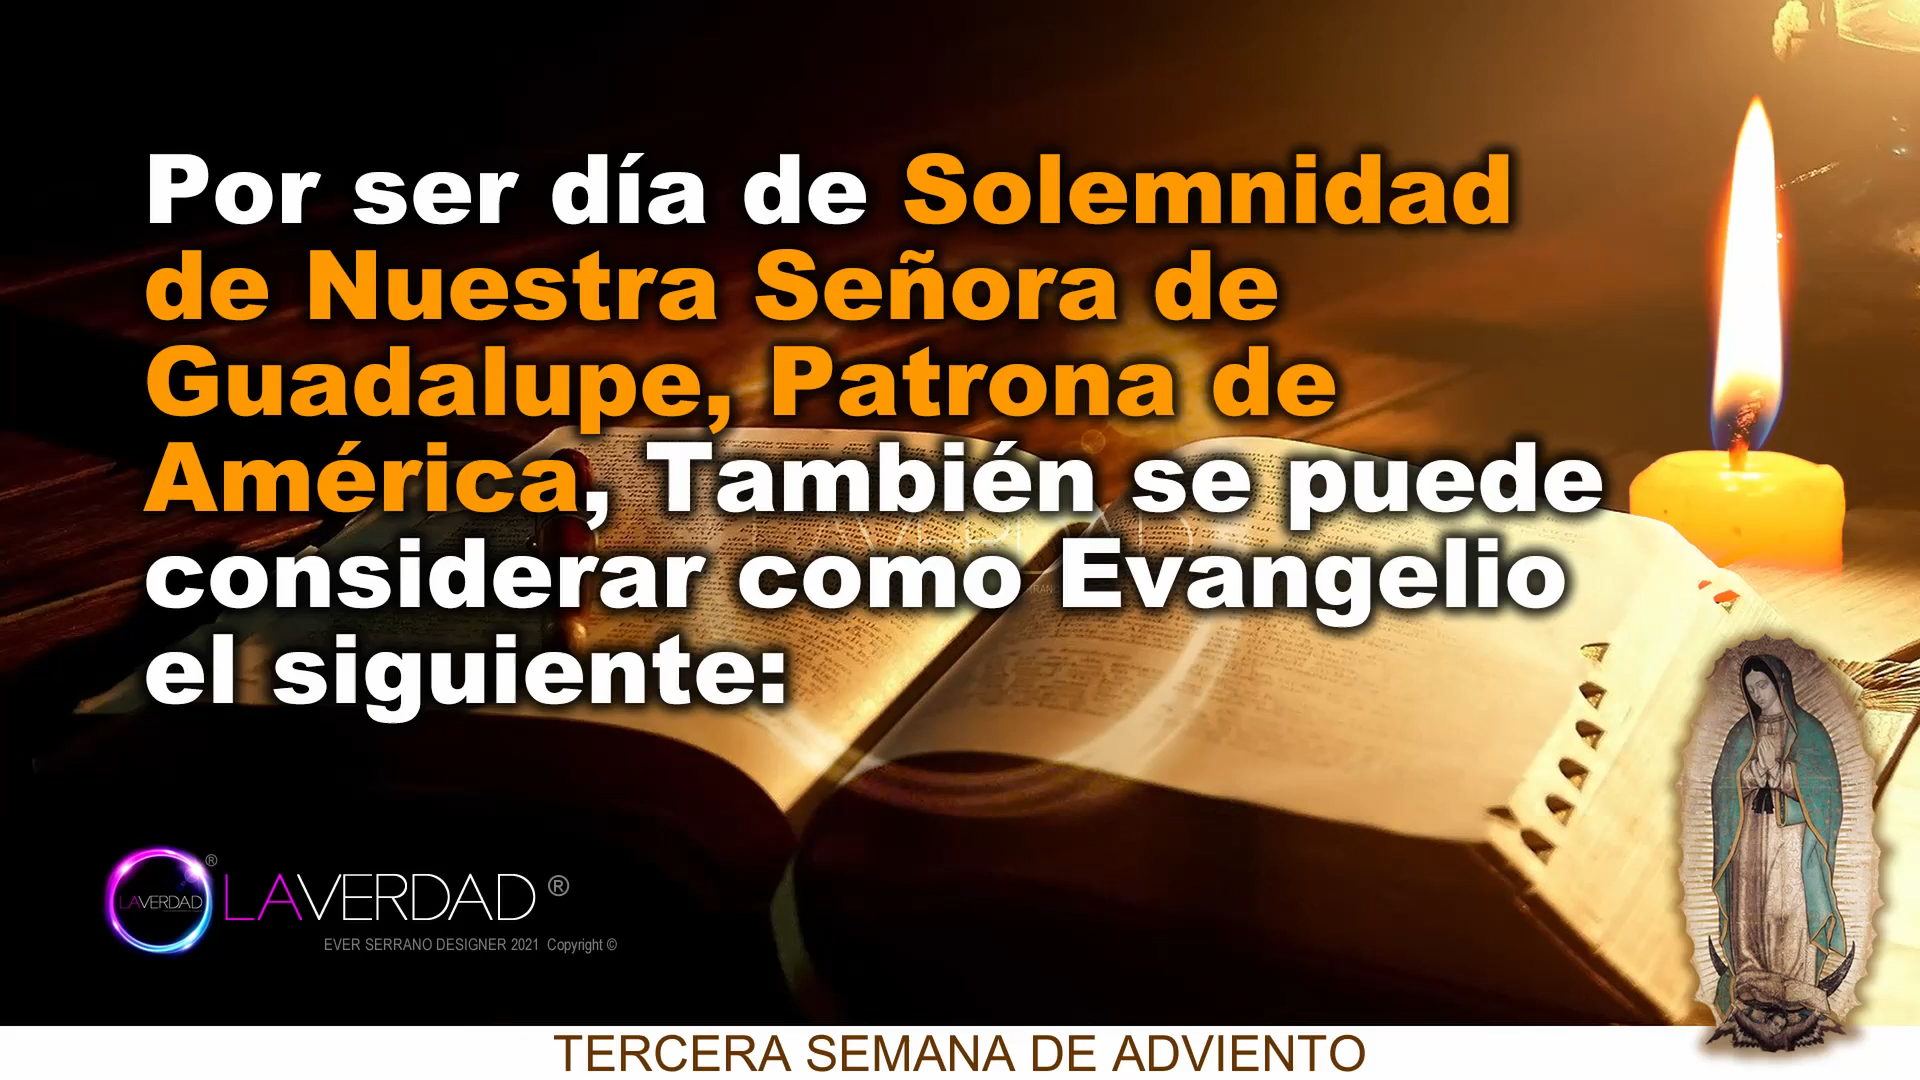 Por ser día de Solemnidad
de Nuestra Señora de
Guadalupe, Patrona de
América, También se puede
considerar como Evangelio
el siguiente:
LAVERDAD ®
LAVERDAD ®
EVER SERRANO DESIGNER 2021 Copyright ©
TERCERA SEMANA DE ADVIENTO